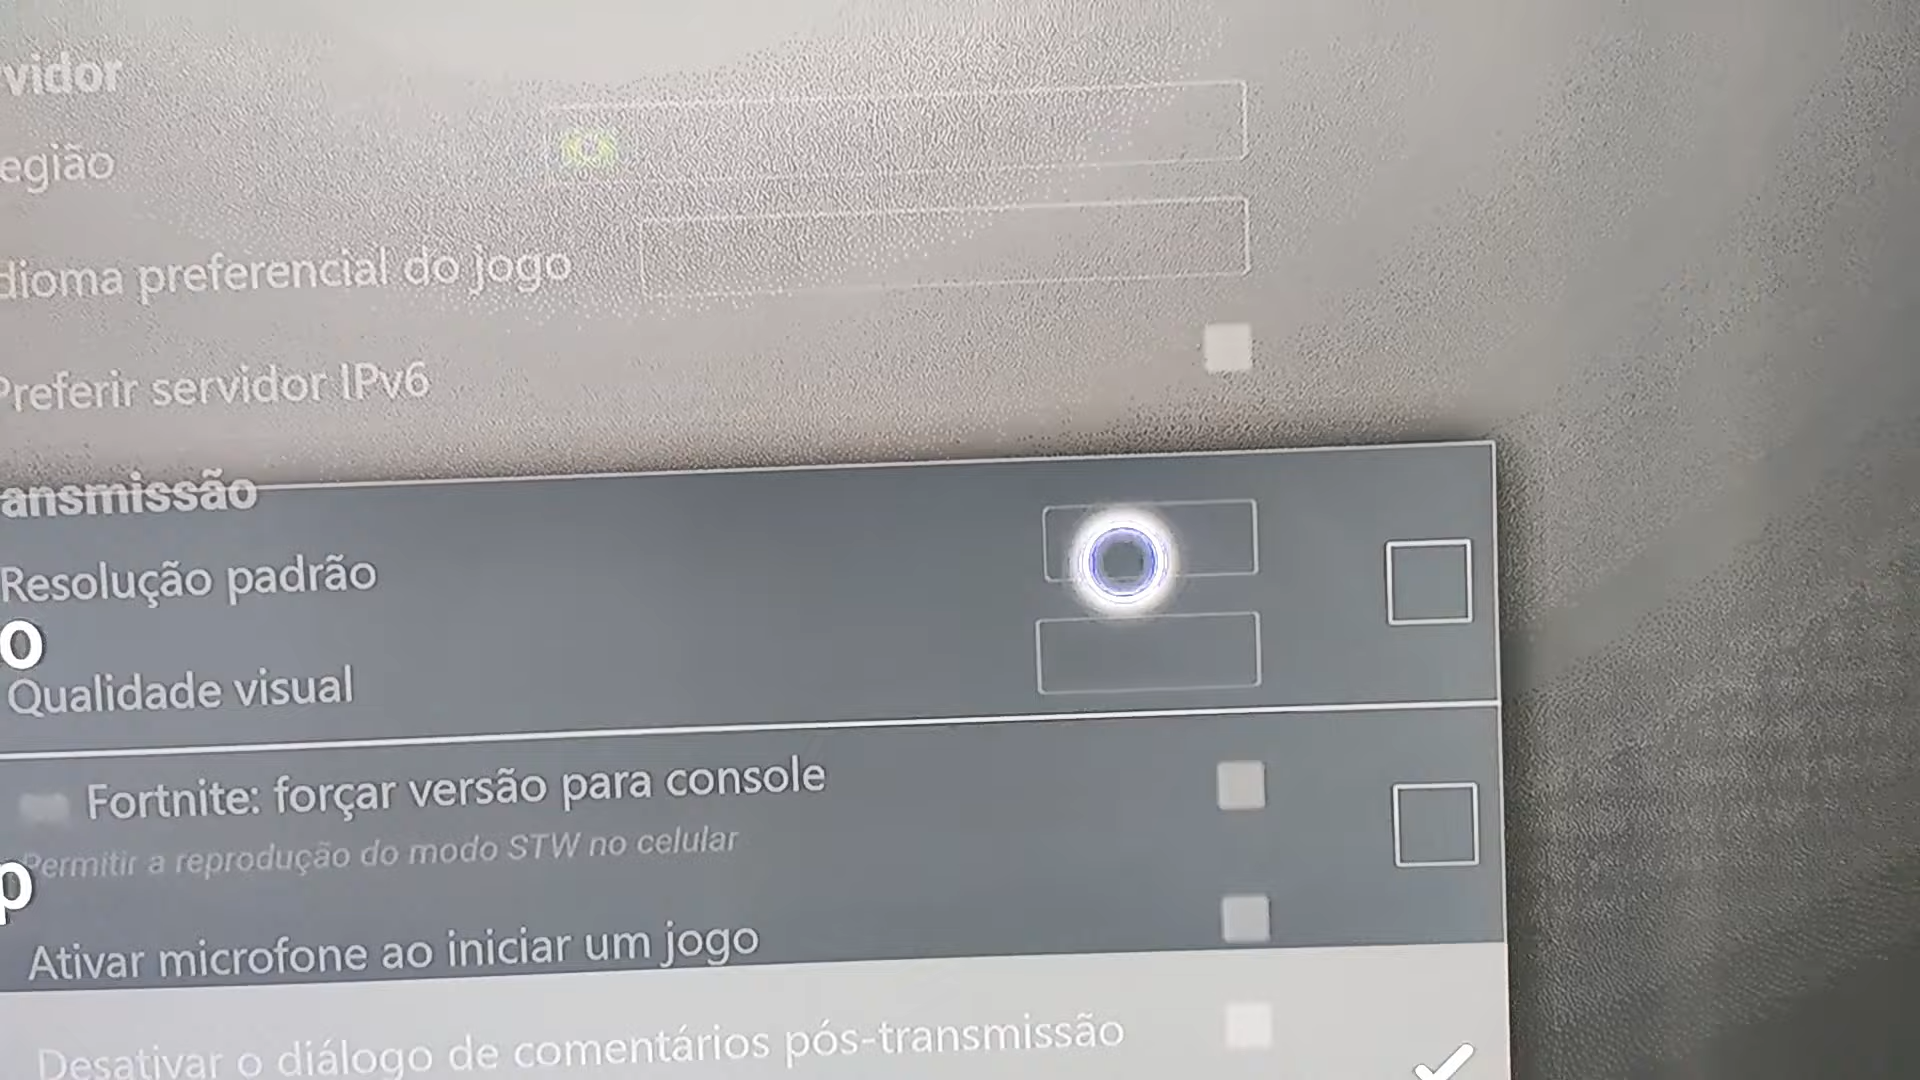 vidor
egião
dioma preferencial do jogo
Preferir servidor IPv6
ansmissão
Resolução padrão
o
Qualidade visual
Fortnite: forçar versão para console
Permitir a reprodução do modo STW no celular
p
Ativar microfone ao iniciar um jogo
Desativar o diálogo de comentários pós-transmissão